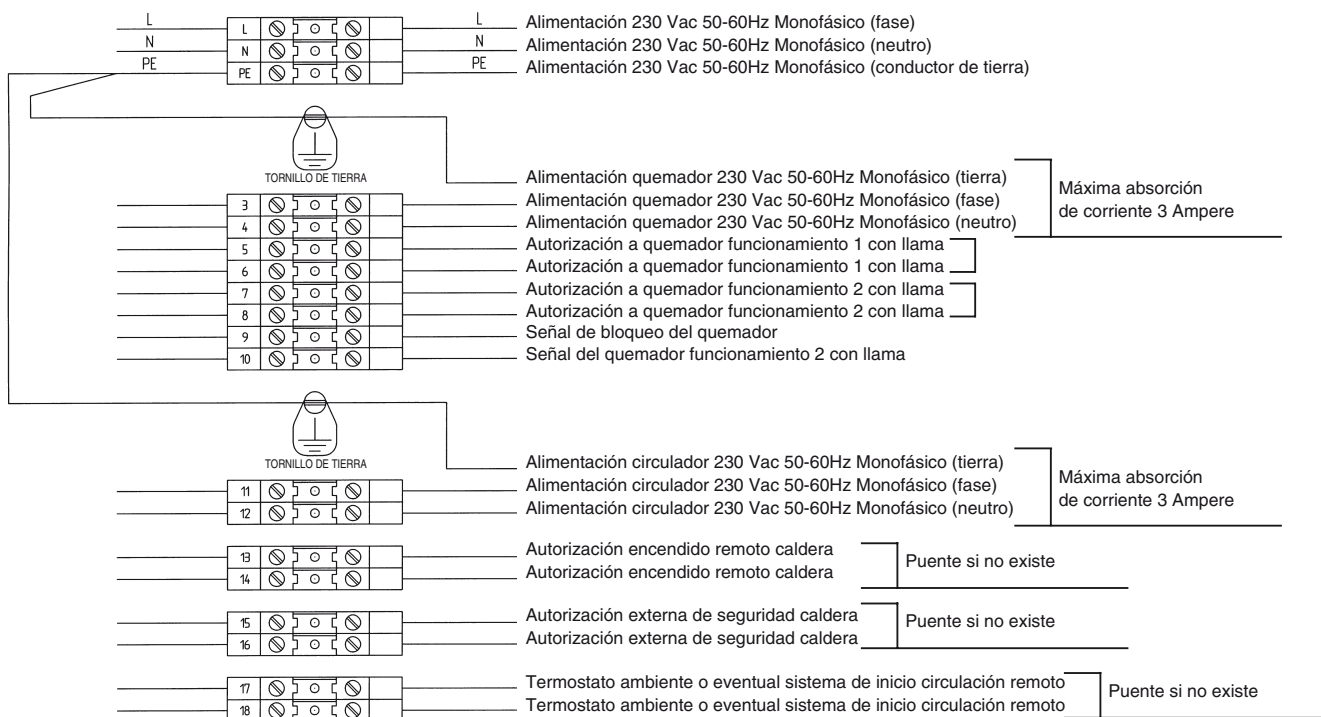 L L L Alimentación 230 Vac 50-60Hz Monofásico (fase)
N N N Alimentación 230 Vac 50-60Hz Monofásico (neutro)
PE PE PE Alimentación 230 Vac 50-60Hz Monofásico (conductor de tierra)
TORNILLO DE TIERRA
Alimentación quemador 230 Vac 50-60Hz Monofásico (tierra)
3 Alimentación quemador 230 Vac 50-60Hz Monofásico (fase)
4 Alimentación quemador 230 Vac 50-60Hz Monofásico (neutro)
Máxima absorción
de corriente 3 Ampere
5 Autorización a quemador funcionamiento 1 con llama
6 Autorización a quemador funcionamiento 1 con llama
7 Autorización a quemador funcionamiento 2 con llama
8 Autorización a quemador funcionamiento 2 con llama
9 Señal de bloqueo del quemador
10 Señal del quemador funcionamiento 2 con llama
TORNILLO DE TIERRA
Alimentación circulador 230 Vac 50-60Hz Monofásico (tierra)
11 Alimentación circulador 230 Vac 50-60Hz Monofásico (fase)
12 Alimentación circulador 230 Vac 50-60Hz Monofásico (neutro)
Máxima absorción
de corriente 3 Ampere
13 Autorización encendido remoto caldera
14 Autorización encendido remoto caldera
Puente si no existe
15 Autorización externa de seguridad caldera
16 Autorización externa de seguridad caldera
Puente si no existe
17 Termostato ambiente o eventual sistema de inicio circulación remoto
18 Termostato ambiente o eventual sistema de inicio circulación remoto
Puente si no existe